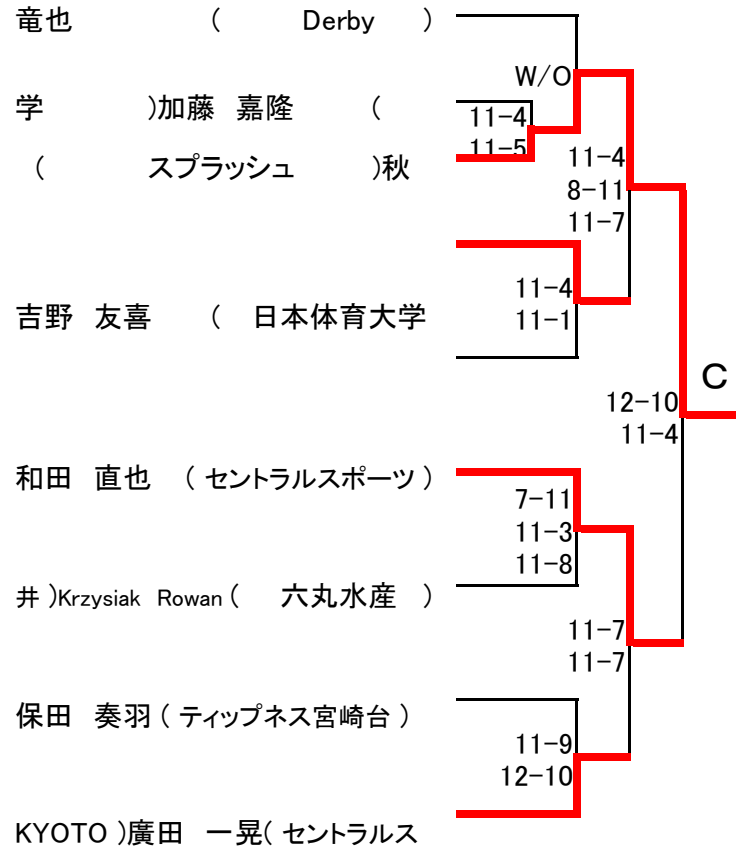 竜也 ( Derby )
W/O
学 )加藤 嘉隆 (
11-4
11-5
( スプラッシュ )秋
11-4
8-11
11-7
吉野 友喜 ( 日本体育大学
11-4
11-1
C
12-10
11-4
和田 直也 ( セントラルスポーツ )
7-11
11-3
11-8
井 )Krzysiak Rowan ( 六丸水産 )
11-7
11-7
保田 奏羽 ( ティップネス宮崎台 )
11-9
12-10
KYOTO )廣田 一晃( セントラルス